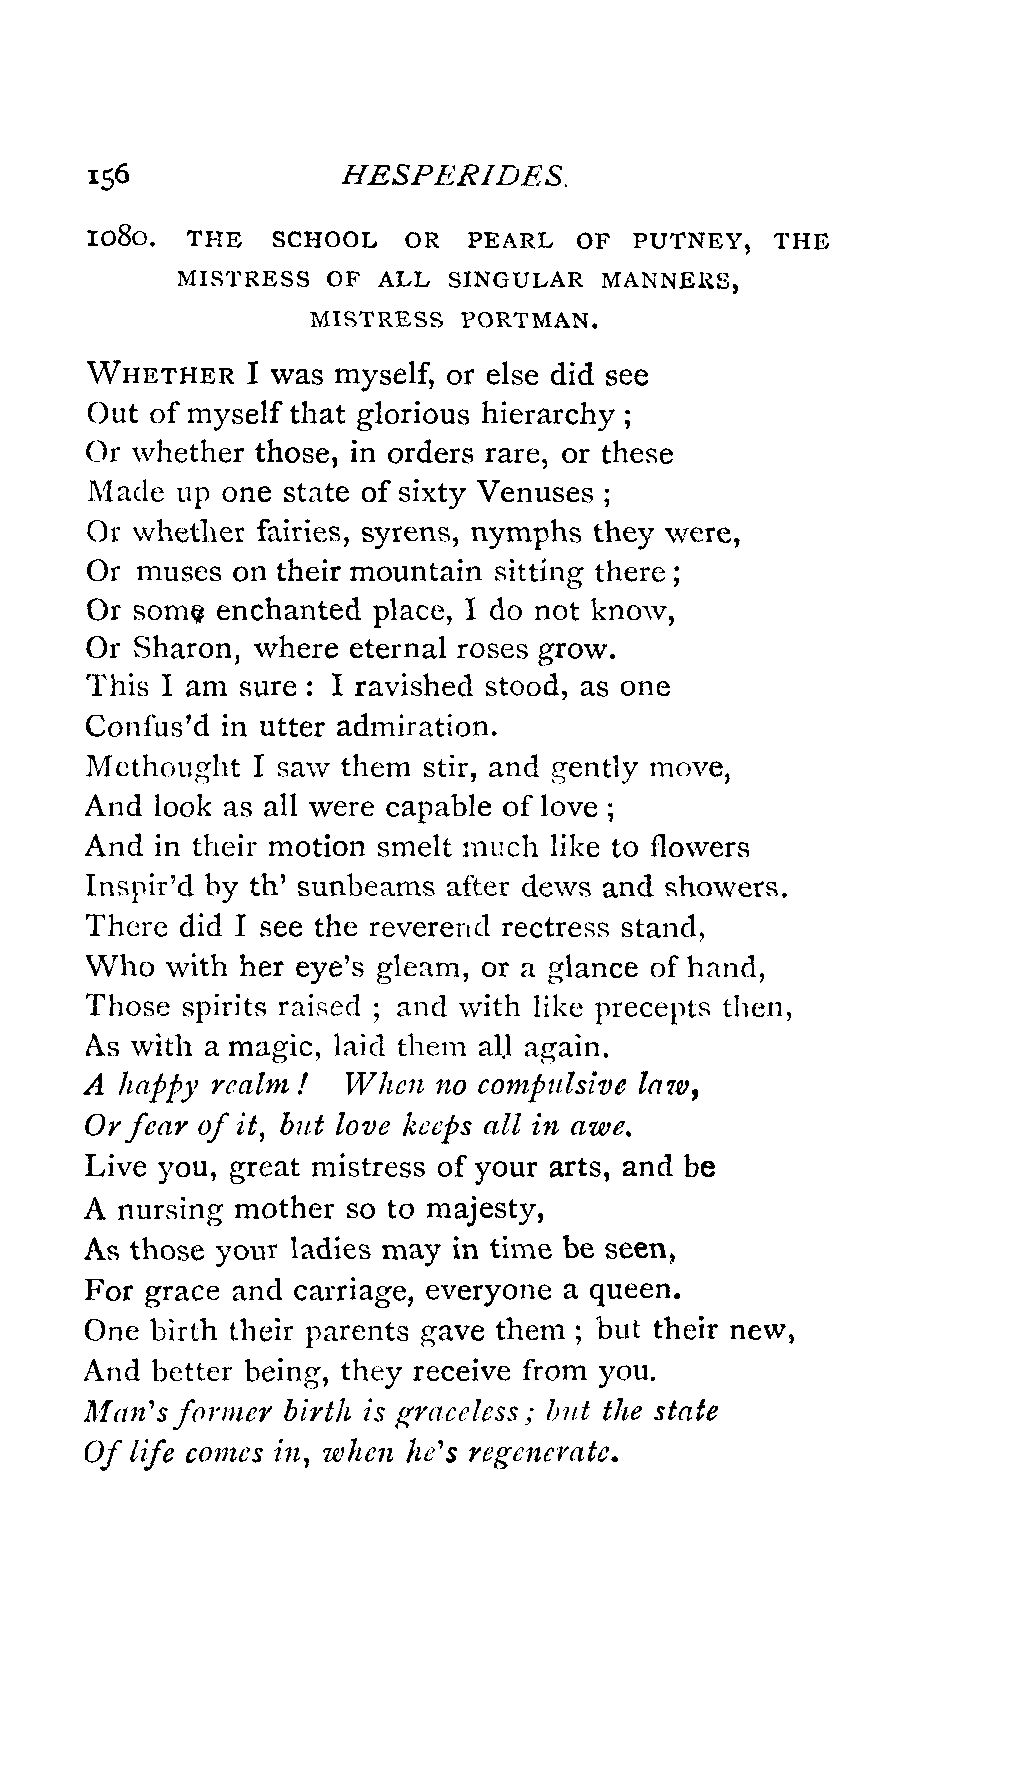 156 HESPERIDES.
1080. THE SCHOOL OR PEARL OF PUTNEY, THE
MISTRESS OF ALL SINGULAR MANNERS,
MISTRESS PORTMAN.
WHETHER I was myself, or else did see
Out of myself that glorious hierarchy ;
Or whether those, in orders rare, or these
Made up one state of sixty Venuses ;
Or whether fairies, syrens, nymphs they were,
Or muses on their mountain sitting there ;
Or some enchanted place, I do not know,
Or Sharon, where eternal roses grow.
This I am sure : I ravished stood, as one
Confus'd in utter admiration.
Methought I saw them stir, and gently move,
And look as all were capable of love ;
And in their motion smelt much like to flowers
Inspir'd by th' sunbeams after dews and showers.
There did I see the reverend rectress stand,
Who with her eye's gleam, or a glance of hand,
Those spirits raised ; and with like precepts then,
As with a magic, laid them all again.
A happy realm ! When no compulsive law,
Or fear of it, but love keeps all in awe.
Live you, great mistress of your arts, and be
A nursing mother so to majesty,
As those your ladies may in time be seen,
For grace and carriage, everyone a queen.
One birth their parents gave them ; but their new,
And better being, they receive from you.
Man's former birth is graceless ; but the state
Of life comes in, when he's regenerate.